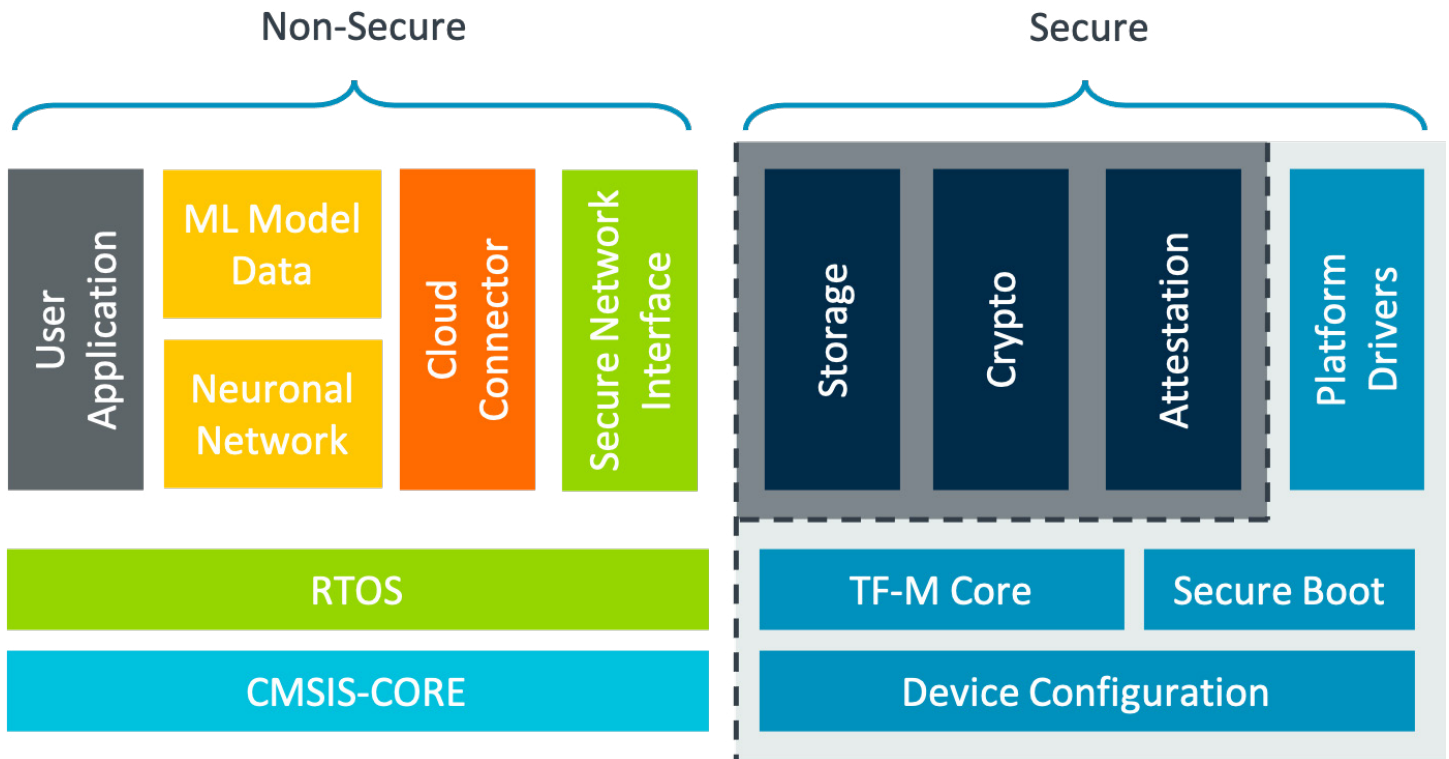 Non-Secure
Secure
User
Application
ML Model
Data
Neuronal
Network
Cloud
Connector
Secure Network
Interface
Storage
Crypto
Attestation
Platform
Drivers
RTOS
TF-M Core
Secure Boot
CMSIS-CORE
Device Configuration